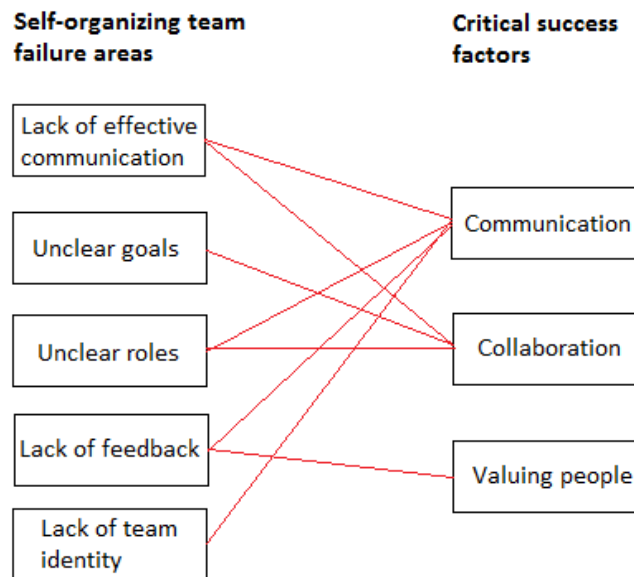 Self-organizing team
failure areas
Critical success
factors
Lack of effective
communication
Unclear goals
Unclear roles
Lack of feedback
Lack of team
identity
Communication
Collaboration
Valuing people